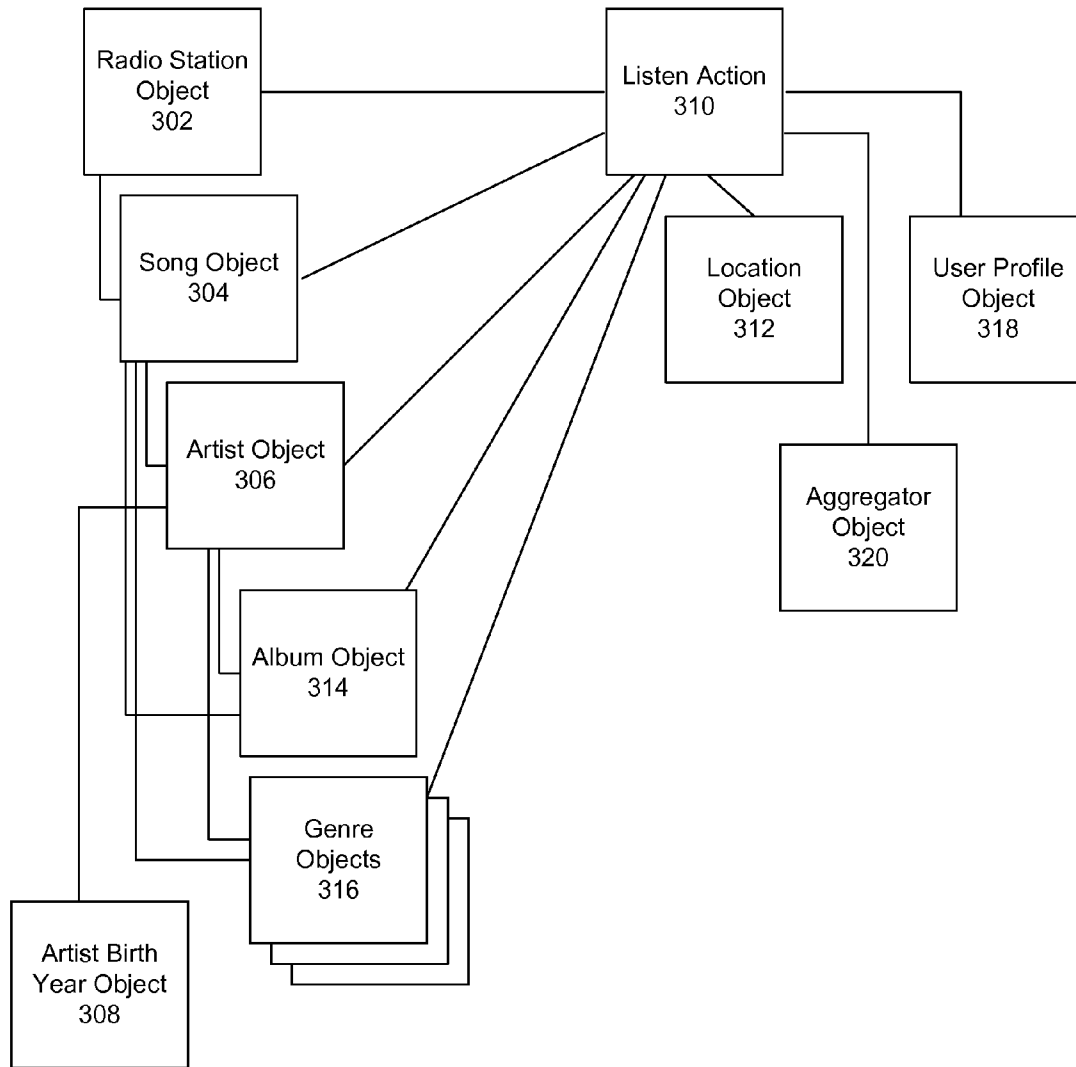 Radio Station
Object
302
Listen Action
310
Song Object
304
Location
Object
312
User Profile
Object
318
Artist Object
306
Aggregator
Object
320
Album Object
314
Genre
Objects
316
Artist Birth
Year Object
308